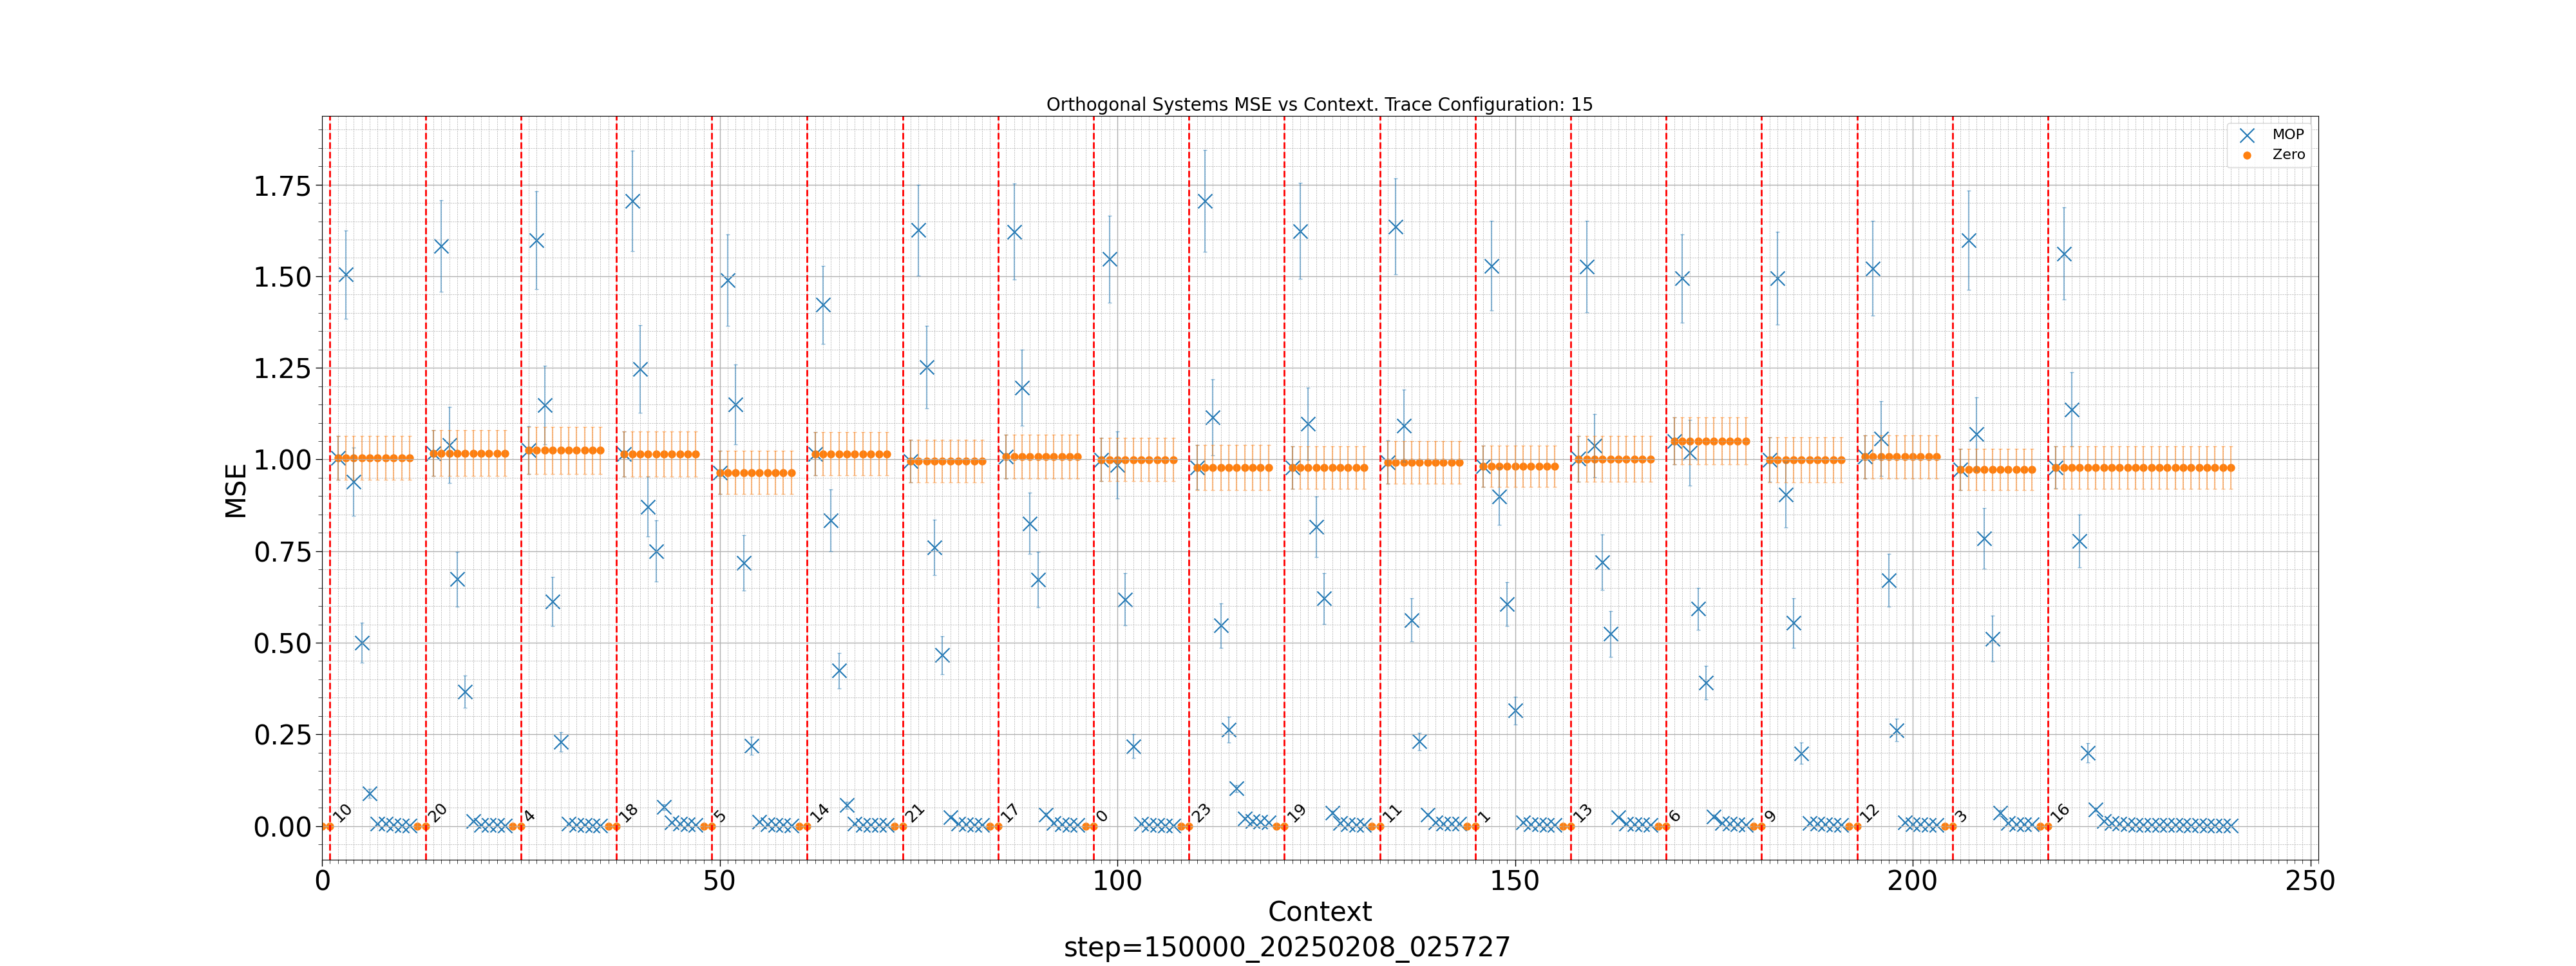 Orthogonal Systems MSE vs Context. Trace Configuration: 15
MOP
Zero
MSE
1.75
1.50
1.25
1.00
0.75
0.50
0.25
0.00
10 20 4 18 5 14 21 17 0 23 19 11 1 13 6 9 12 3 16
0 50 100 150 200 250
Context
step=150000_20250208_025727